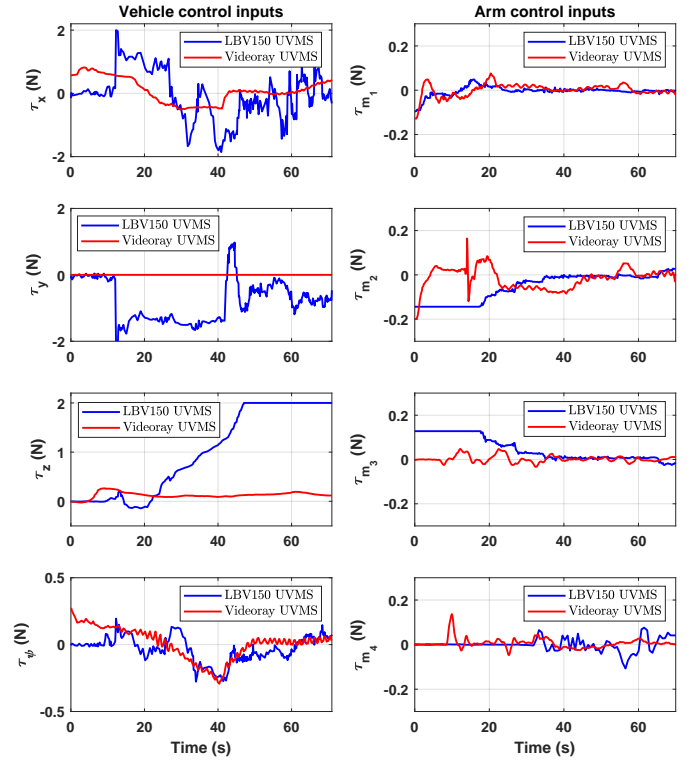 Vehicle control inputs
2
0
-2
0
20
40
60
τx (N)
LBV150 UVMS
Videoray UVMS
Arm control inputs
0.2
0
-0.2
0
20
40
60
τm1 (N)
LBV150 UVMS
Videoray UVMS
2
0
-2
0
20
40
60
τy (N)
LBV150 UVMS
Videoray UVMS
0.2
0
-0.2
0
20
40
60
τm2 (N)
LBV150 UVMS
Videoray UVMS
2
1
0
0
20
40
60
τz (N)
LBV150 UVMS
Videoray UVMS
0.2
0
-0.2
0
20
40
60
τm3 (N)
LBV150 UVMS
Videoray UVMS
0.5
0
-0.5
0
20
40
60
τψ (N)
LBV150 UVMS
Videoray UVMS
Time (s)
0.2
0
-0.2
0
20
40
60
τm4 (N)
LBV150 UVMS
Videoray UVMS
Time (s)